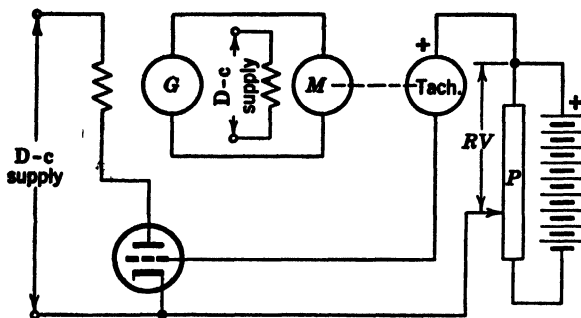 D-c
supply
G
D-c
supply
M
+
Tach.
RV
P
+